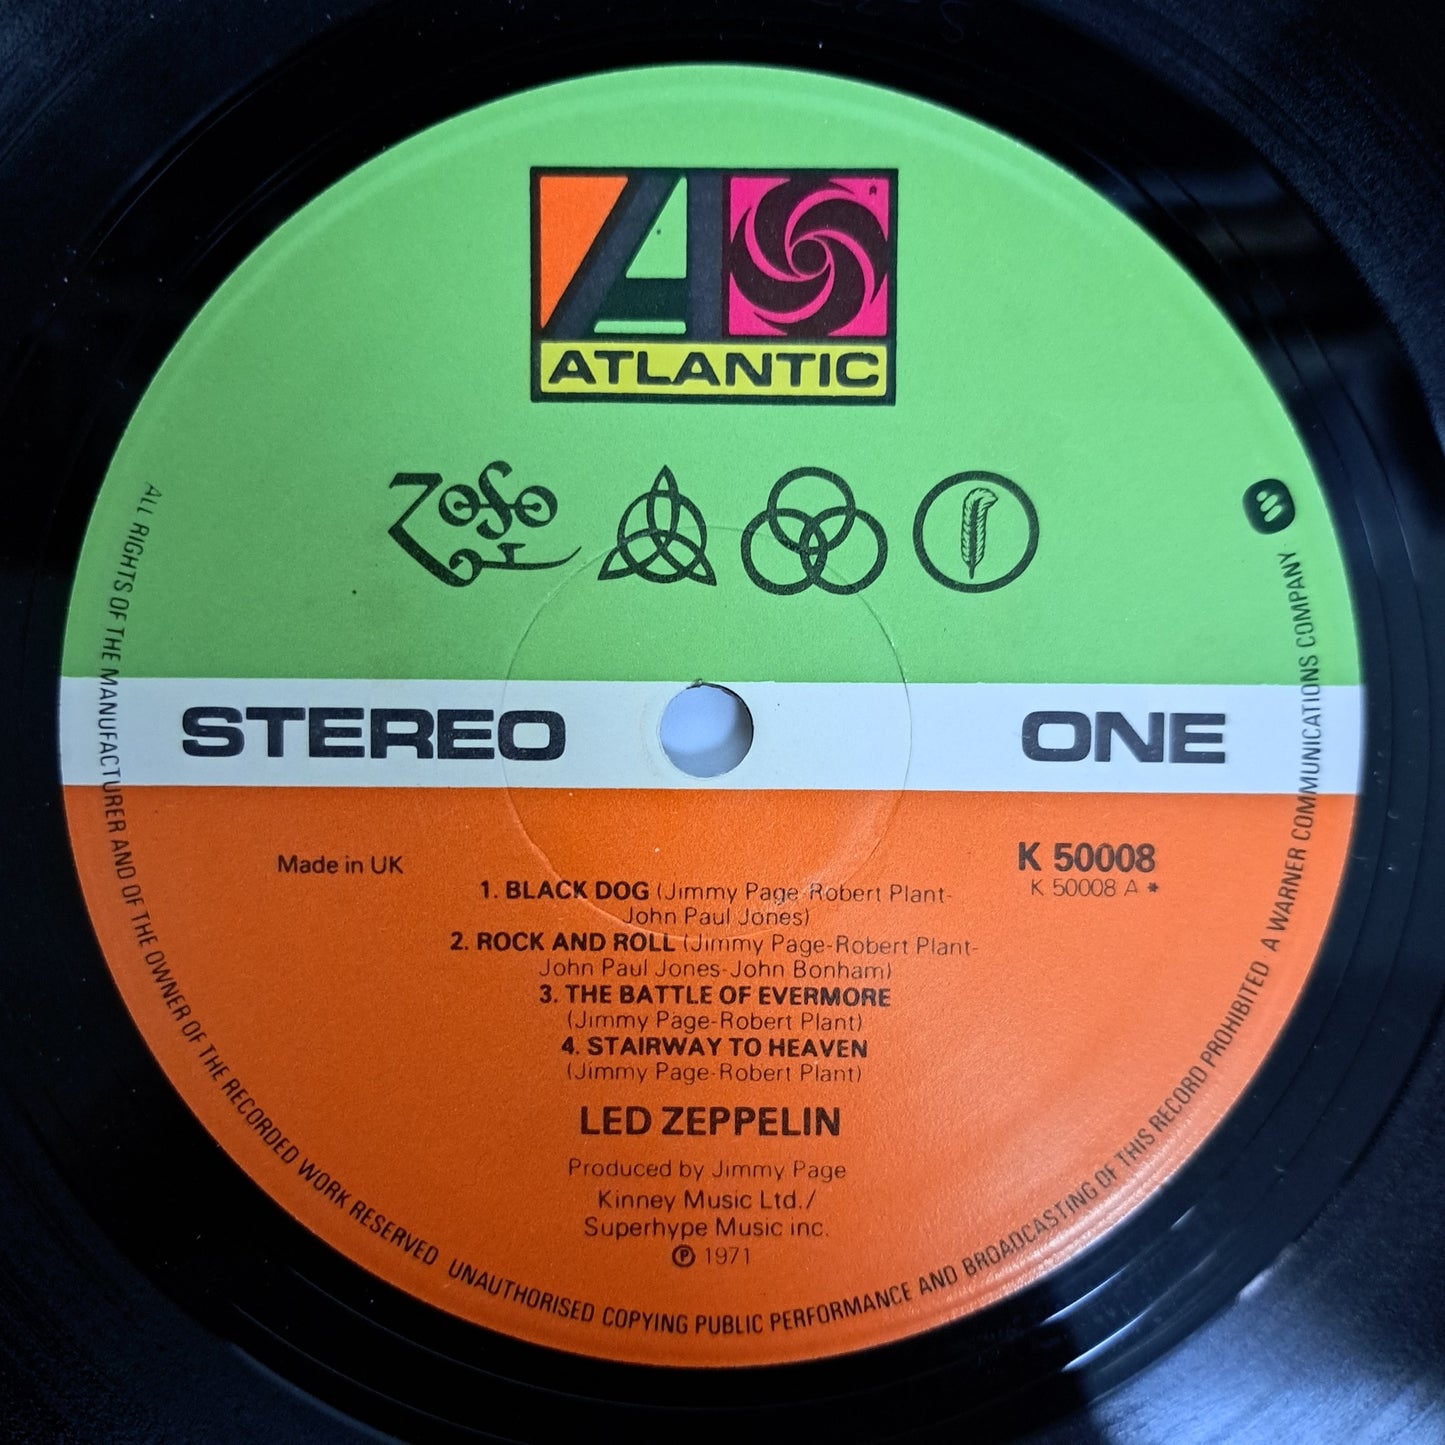 ATLANTIC
ZoSo
STEREO
ONE
Made in UK
K 50008
K 50008 A *
1. BLACK DOG (Jimmy Page-Robert Plant-
John Paul Jones)
2. ROCK AND ROLL (Jimmy Page-Robert Plant-
John Paul Jones-John Bonham)
3. THE BATTLE OF EVERMORE
(Jimmy Page-Robert Plant)
4. STAIRWAY TO HEAVEN
(Jimmy Page-Robert Plant)
LED ZEPPELIN
Produced by Jimmy Page
Kinney Music Ltd./
Superhype Music inc.
℗ 1971
ALL RIGHTS OF THE MANUFACTURER AND OF THE OWNER OF THE RECORDED WORK RESERVED UNAUTHORISED COPYING PUBLIC PERFORMANCE AND BROADCASTING OF THIS RECORD PROHIBITED A WARNER COMMUNICATIONS COMPANY